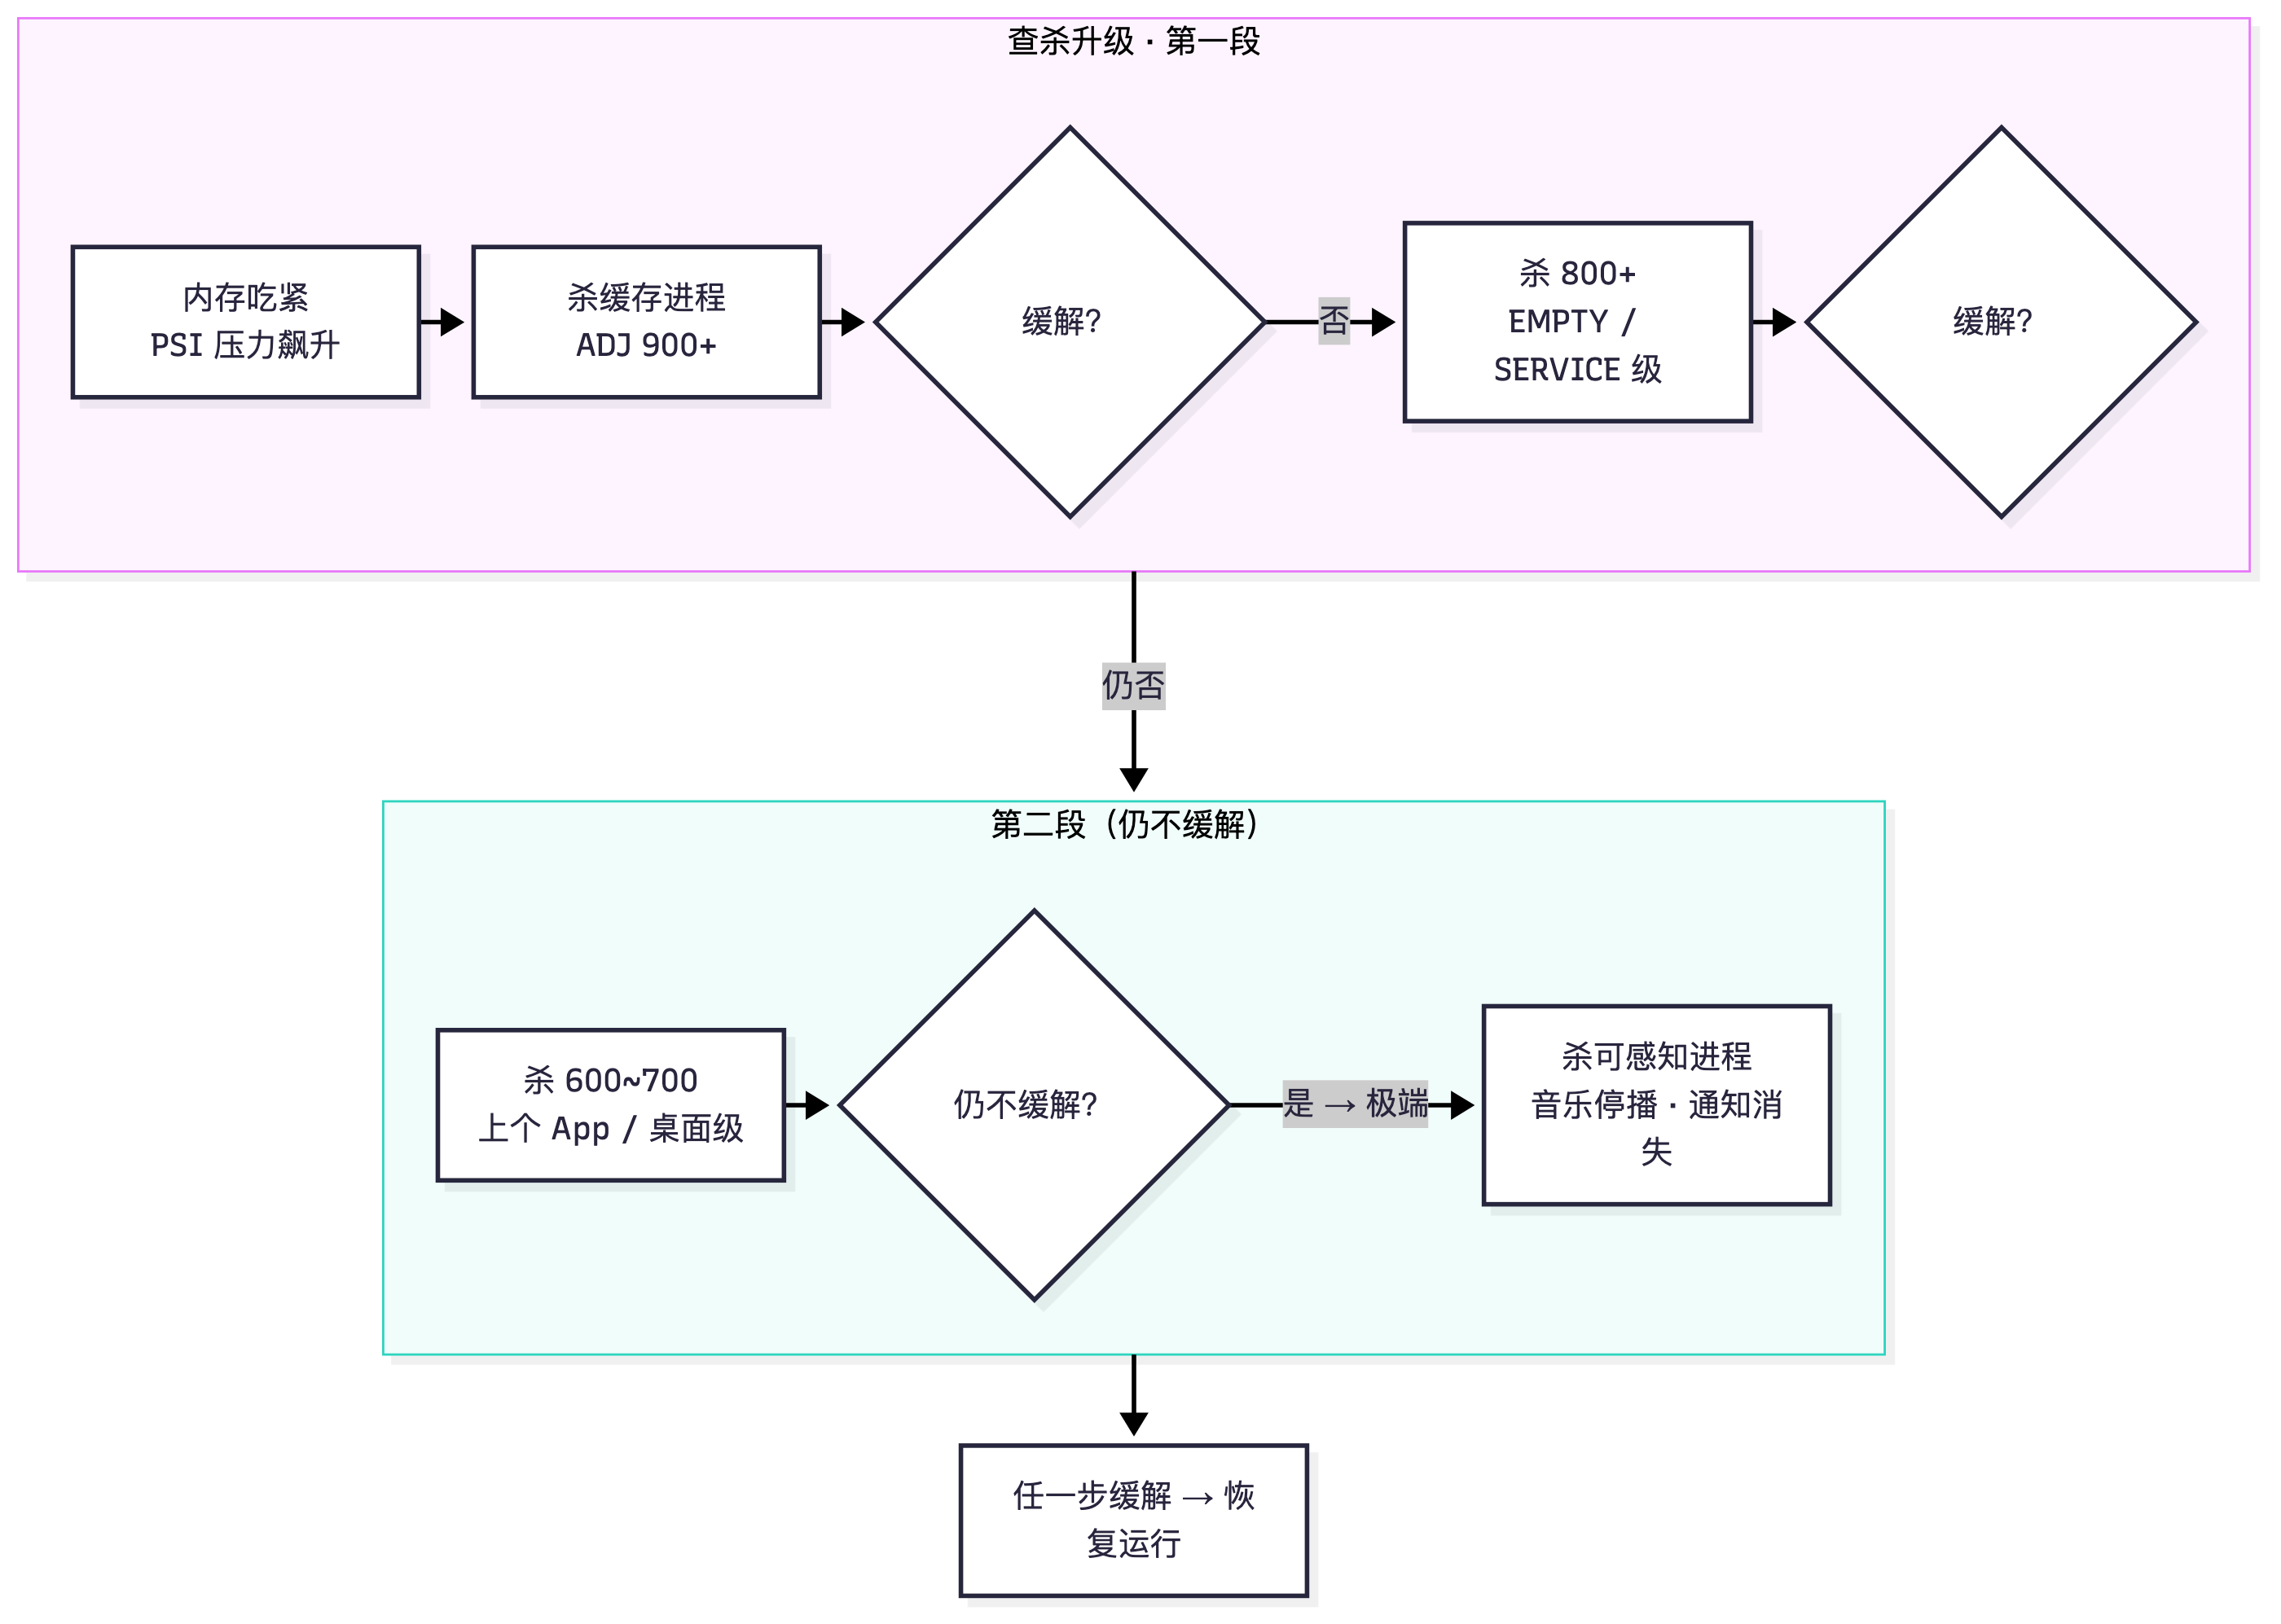 查杀升级 · 第一段
内存吃紧
PSI 压力飙升
杀缓存进程
ADJ 900+
缓解?
否
杀 800+
EMPTY /
SERVICE 级
缓解?
仍否
第二段（仍不缓解）
杀 600~700
上个 App / 桌面级
仍不缓解?
是 → 极端
杀可感知进程
音乐停播 · 通知消
失
任一步缓解 → 恢
复运行